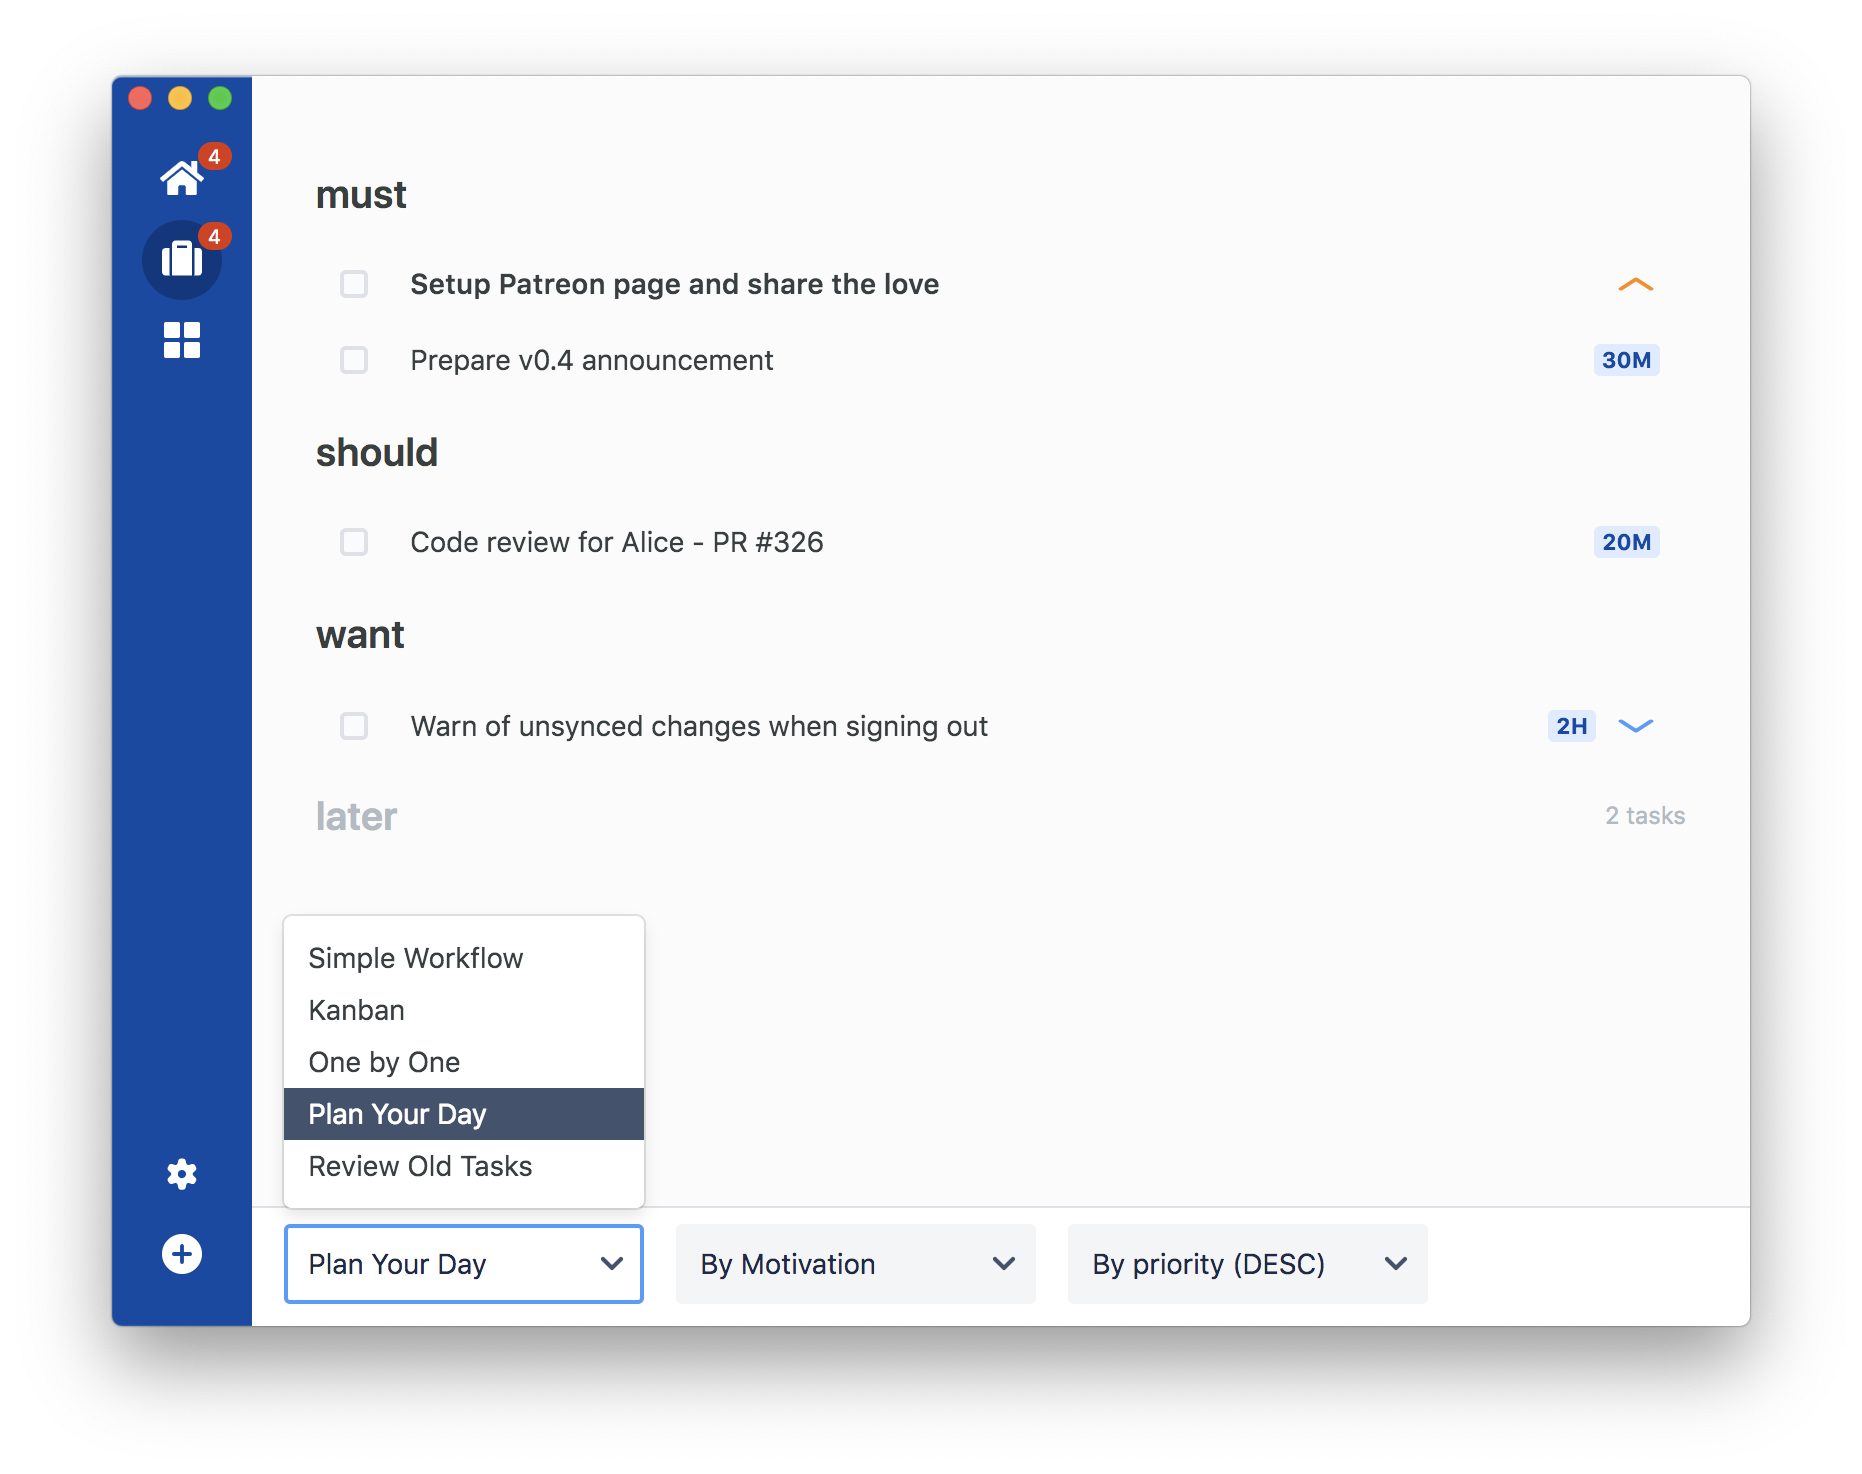 4
4
must
Setup Patreon page and share the love
Prepare v0.4 announcement 30M
should
Code review for Alice - PR #326 20M
want
Warn of unsynced changes when signing out 2H
later 2 tasks
Simple Workflow
Kanban
One by One
Plan Your Day
Review Old Tasks
Plan Your Day By Motivation By priority (DESC)